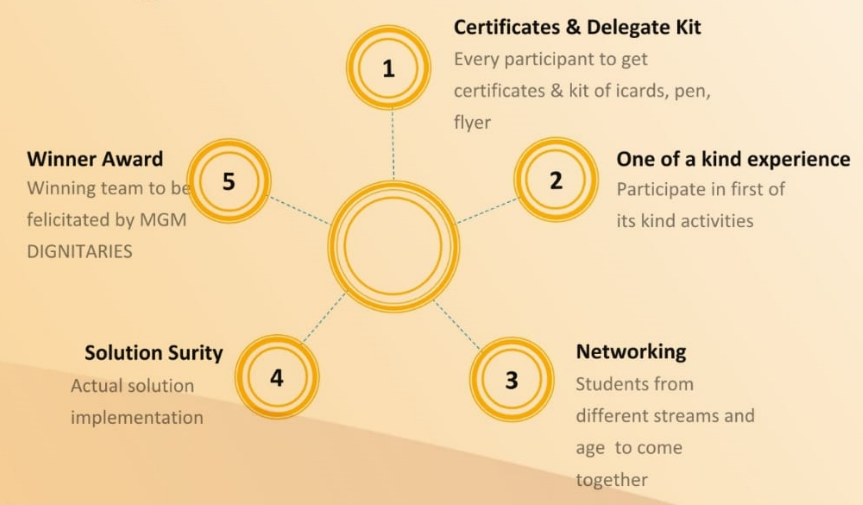 1
Certificates & Delegate Kit
Every participant to get
certificates & kit of icards, pen,
flyer
2
One of a kind experience
Participate in first of
its kind activities
3
Networking
Students from
different streams and
age to come
together
4
Solution Surity
Actual solution
implementation
5
Winner Award
Winning team to be
felicitated by MGM
DIGNITARIES